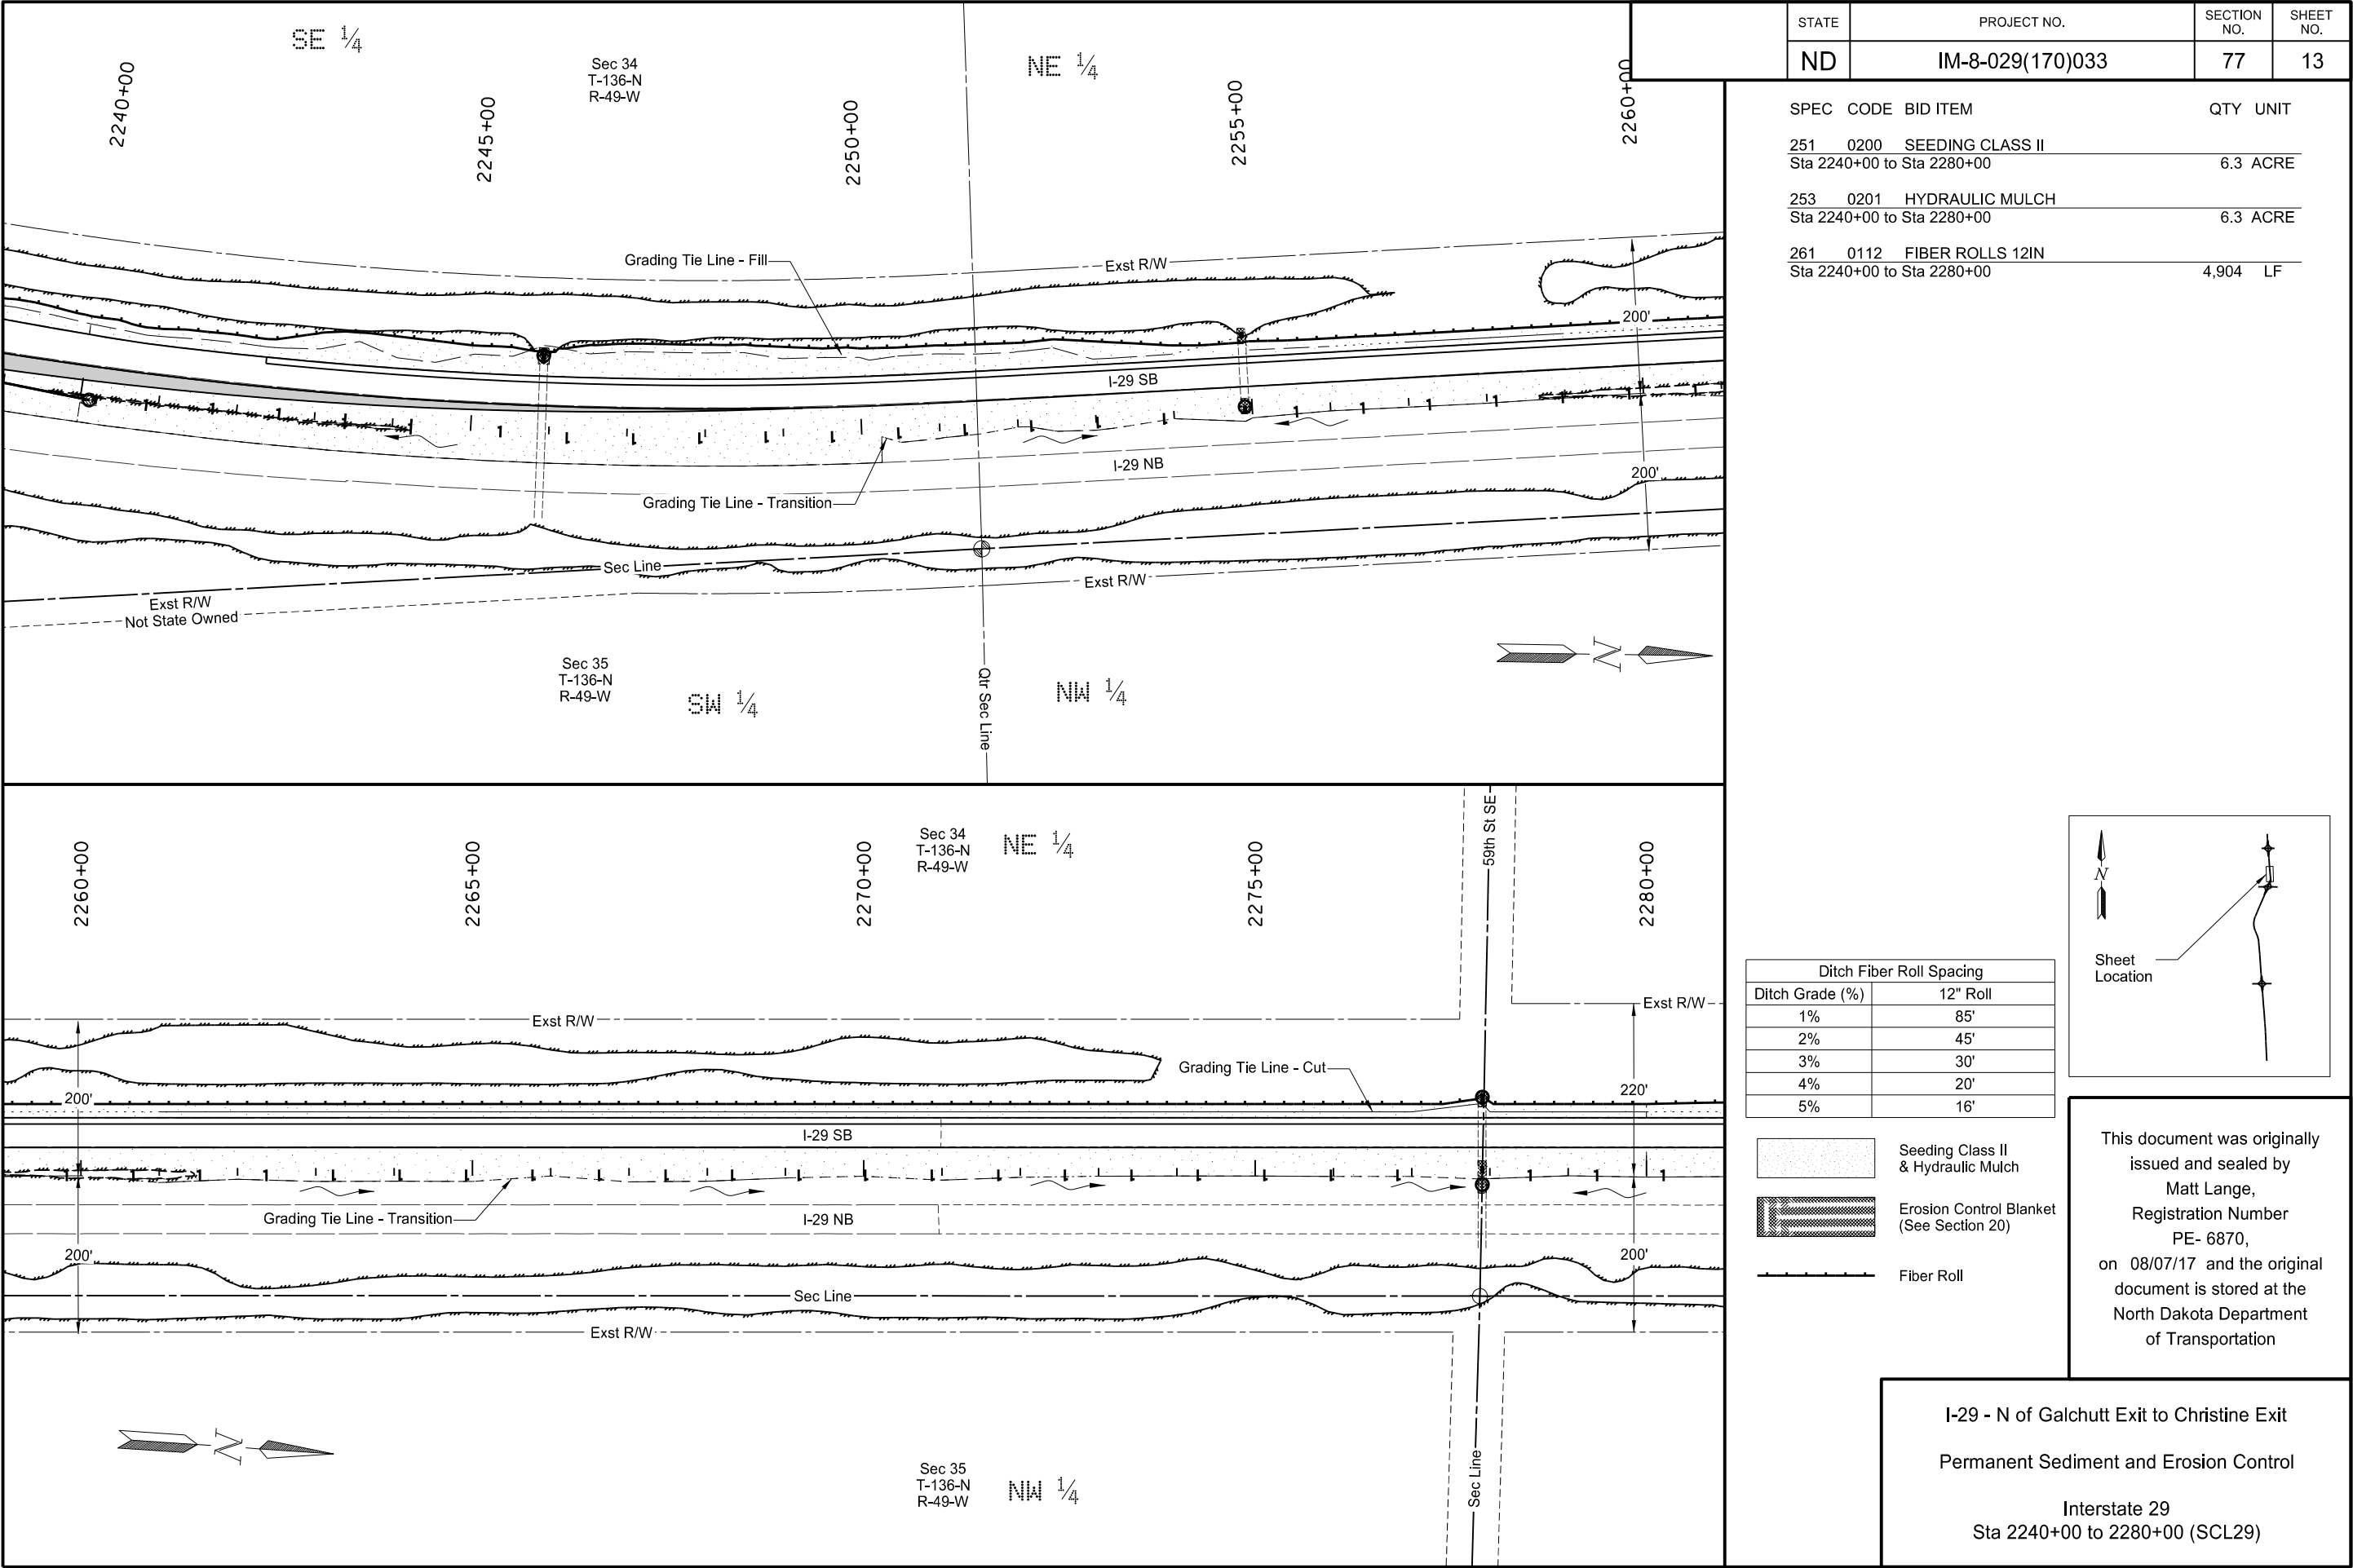 STATE
PROJECT NO.
SECTION NO.
SHEET NO.
ND
IM-8-029(170)033
77
13
SE 1/4
Sec 34
T-136-N
R-49-W
NE 1/4
2240+00
2245+00
2250+00
2255+00
2260+00
Grading Tie Line - Fill
Exst R/W
200'
I-29 SB
I-29 NB
200'
Grading Tie Line - Transition
Sec Line
Exst R/W
Exst R/W
Not State Owned
Sec 35
T-136-N
R-49-W
SW 1/4
Qtr Sec Line
NW 1/4
N
SPEC CODE BID ITEM QTY UNIT
251 0200 SEEDING CLASS II
Sta 2240+00 to Sta 2280+00 6.3 ACRE
253 0201 HYDRAULIC MULCH
Sta 2240+00 to Sta 2280+00 6.3 ACRE
261 0112 FIBER ROLLS 12IN
Sta 2240+00 to Sta 2280+00 4,904 LF
2260+00
2265+00
2270+00
Sec 34
T-136-N
R-49-W
NE 1/4
2275+00
59th St SE
2280+00
Exst R/W
Exst R/W
Grading Tie Line - Cut
200'
220'
I-29 SB
Grading Tie Line - Transition
I-29 NB
200'
200'
Sec Line
Exst R/W
Sec Line
N
Sec 35
T-136-N
R-49-W
NW 1/4
N
Sheet
Location
Ditch Fiber Roll Spacing
Ditch Grade (%) 12" Roll
1% 85'
2% 45'
3% 30'
4% 20'
5% 16'
Seeding Class II
& Hydraulic Mulch
Erosion Control Blanket
(See Section 20)
Fiber Roll
This document was originally
issued and sealed by
Matt Lange,
Registration Number
PE- 6870,
on 08/07/17 and the original
document is stored at the
North Dakota Department
of Transportation
I-29 - N of Galchutt Exit to Christine Exit
Permanent Sediment and Erosion Control
Interstate 29
Sta 2240+00 to 2280+00 (SCL29)